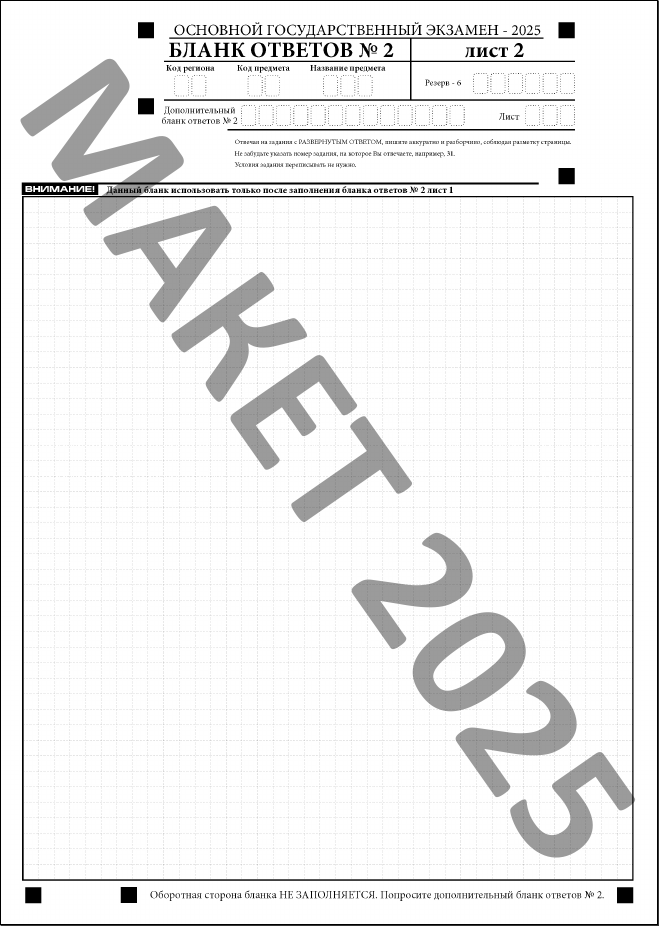 ОСНОВНОЙ ГОСУДАРСТВЕННЫЙ ЭКЗАМЕН - 2025
БЛАНК ОТВЕТОВ № 2 лист 2
Код региона Код предмета Название предмета
Резерв - 6
Дополнительный
бланк ответов № 2
Лист
Отвечая на задания с РАЗВЕРНУТЫМ ОТВЕТОМ, пишите аккуратно и разборчиво, соблюдая разметку страницы.
Не забудьте указать номер задания, на которое Вы отвечаете, например, 31.
Условия задания переписывать не нужно.
ВНИМАНИЕ! Данный бланк использовать только после заполнения бланка ответов № 2 лист 1
МАКЕТ 2025
Оборотная сторона бланка НЕ ЗАПОЛНЯЕТСЯ. Попросите дополнительный бланк ответов № 2.